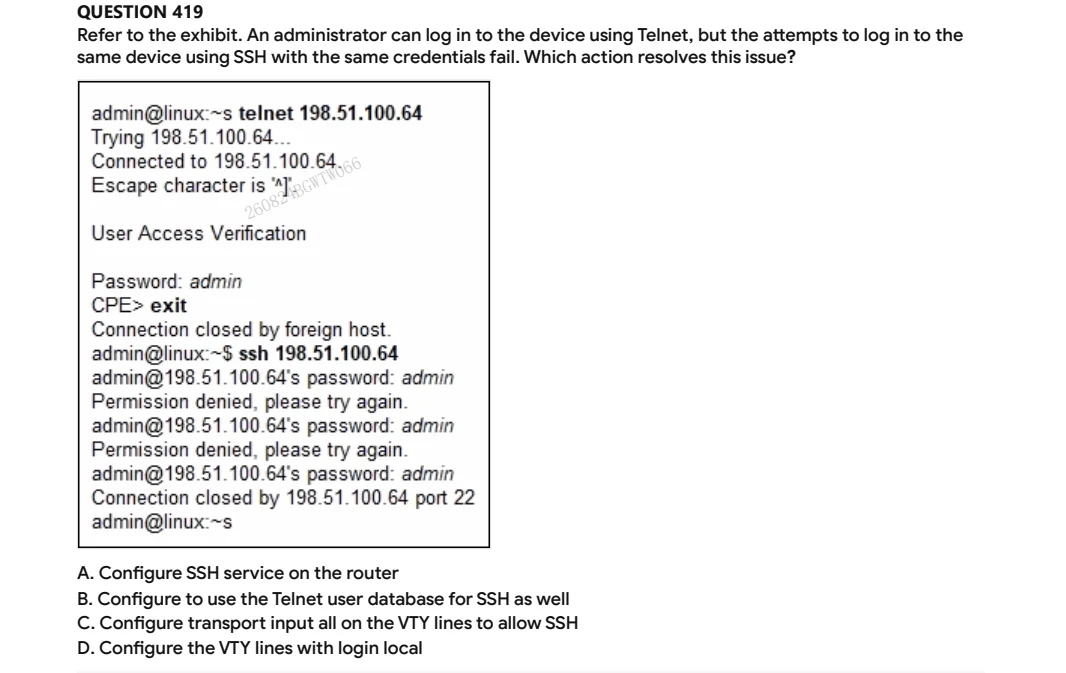 QUESTION 419
Refer to the exhibit. An administrator can log in to the device using Telnet, but the attempts to log in to the
same device using SSH with the same credentials fail. Which action resolves this issue?
admin@linux:~s telnet 198.51.100.64
Trying 198.51.100.64...
Connected to 198.51.100.64.
Escape character is '^]'.
User Access Verification
Password: admin
CPE> exit
Connection closed by foreign host.
admin@linux:~$ ssh 198.51.100.64
admin@198.51.100.64's password: admin
Permission denied, please try again.
admin@198.51.100.64's password: admin
Permission denied, please try again.
admin@198.51.100.64's password: admin
Connection closed by 198.51.100.64 port 22
admin@linux:~s
A. Configure SSH service on the router
B. Configure to use the Telnet user database for SSH as well
C. Configure transport input all on the VTY lines to allow SSH
D. Configure the VTY lines with login local